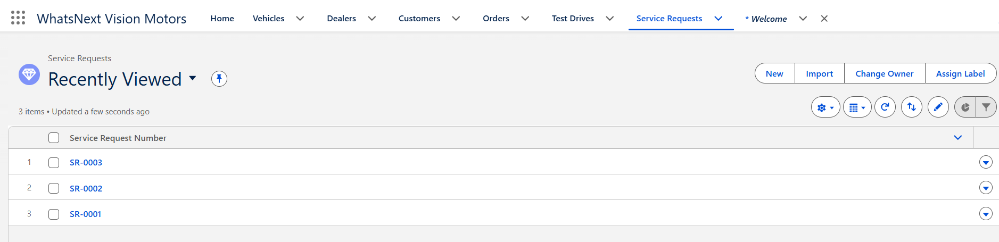 WhatsNext Vision Motors Home Vehicles Dealers Customers Orders Test Drives Service Requests * Welcome
Service Requests
Recently Viewed
New Import Change Owner Assign Label
3 items • Updated a few seconds ago
Service Request Number
1 SR-0003
2 SR-0002
3 SR-0001